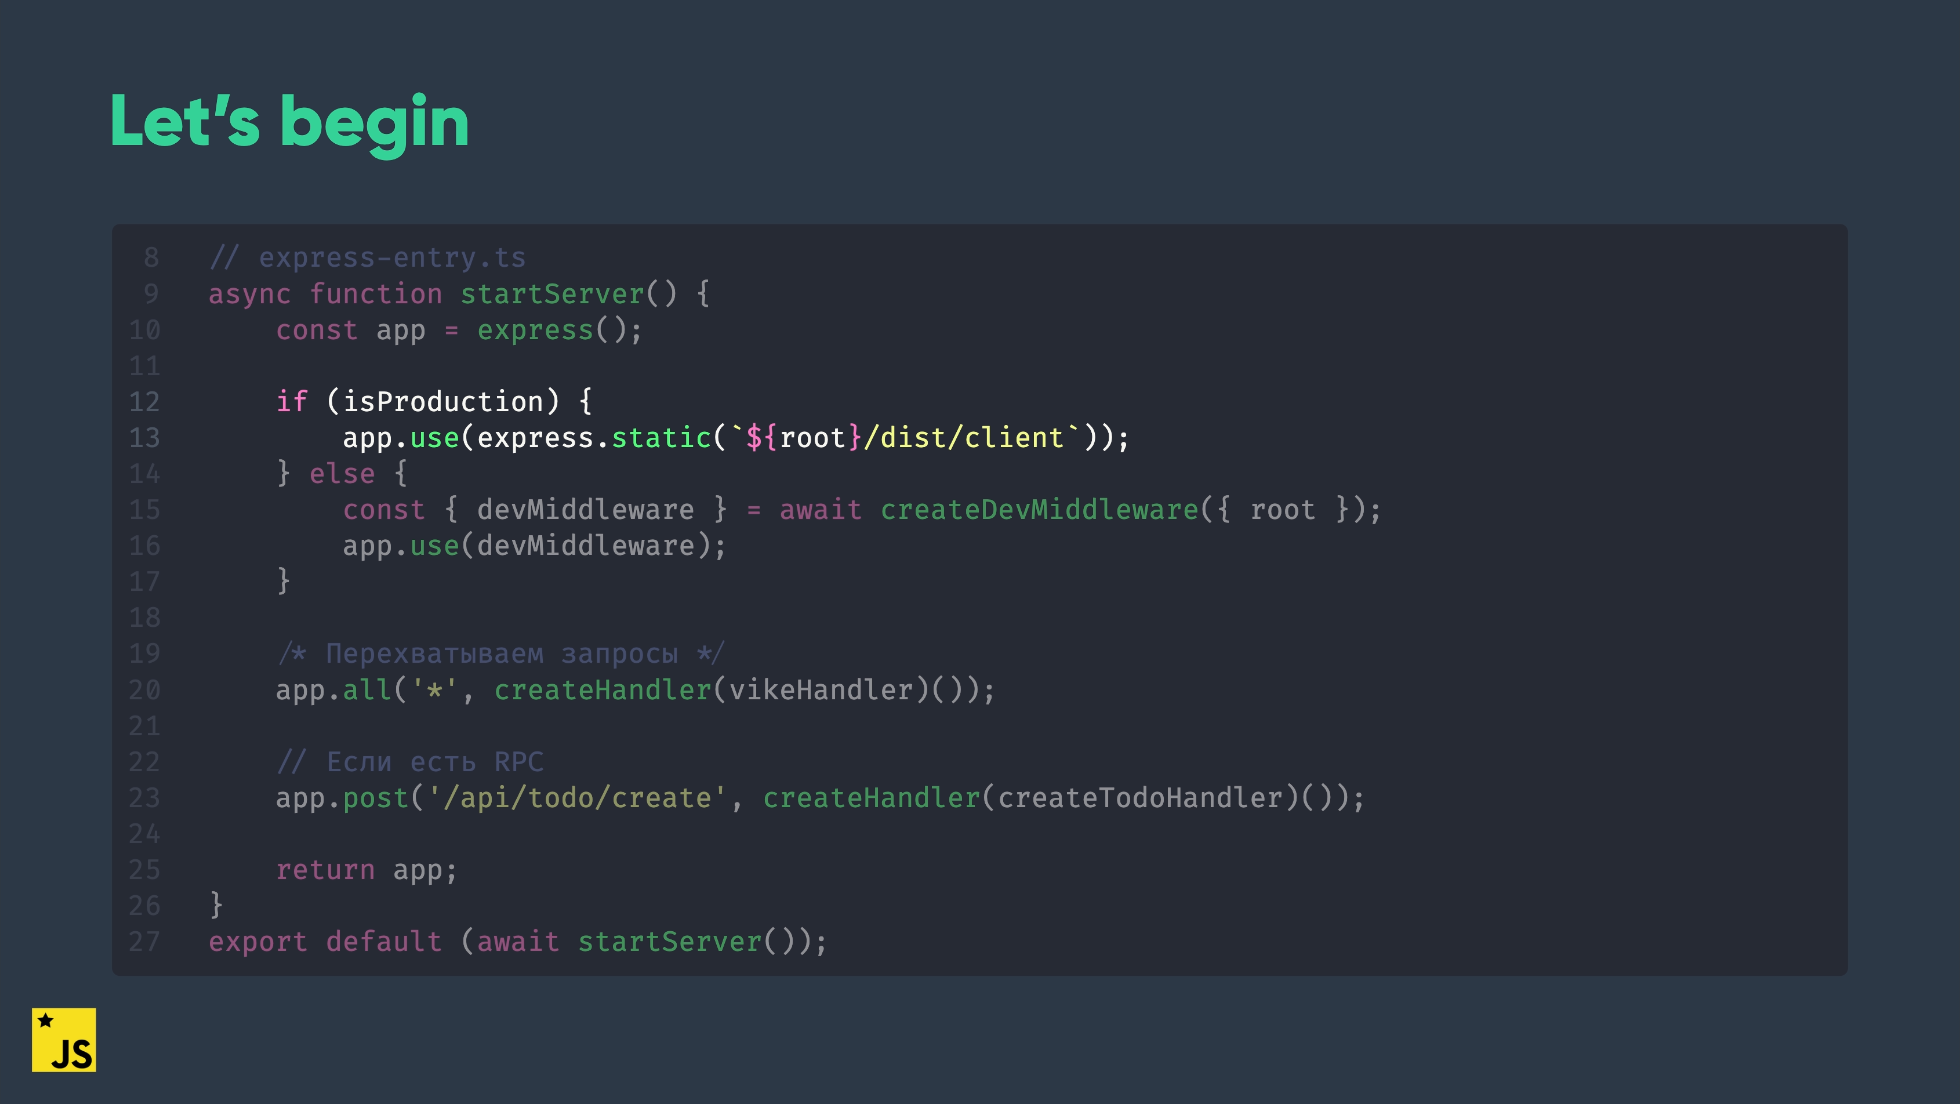 Let’s begin
8 // express-entry.ts
9 async function startServer() {
10 const app = express();
11
12 if (isProduction) {
13 app.use(express.static(`${root}/dist/client`));
14 } else {
15 const { devMiddleware } = await createDevMiddleware({ root });
16 app.use(devMiddleware);
17 }
18
19 /* Перехватываем запросы */
20 app.all('*', createHandler(vikeHandler)());
21
22 // Если есть RPC
23 app.post('/api/todo/create', createHandler(createTodoHandler)());
24
25 return app;
26 }
27 export default (await startServer());
JS